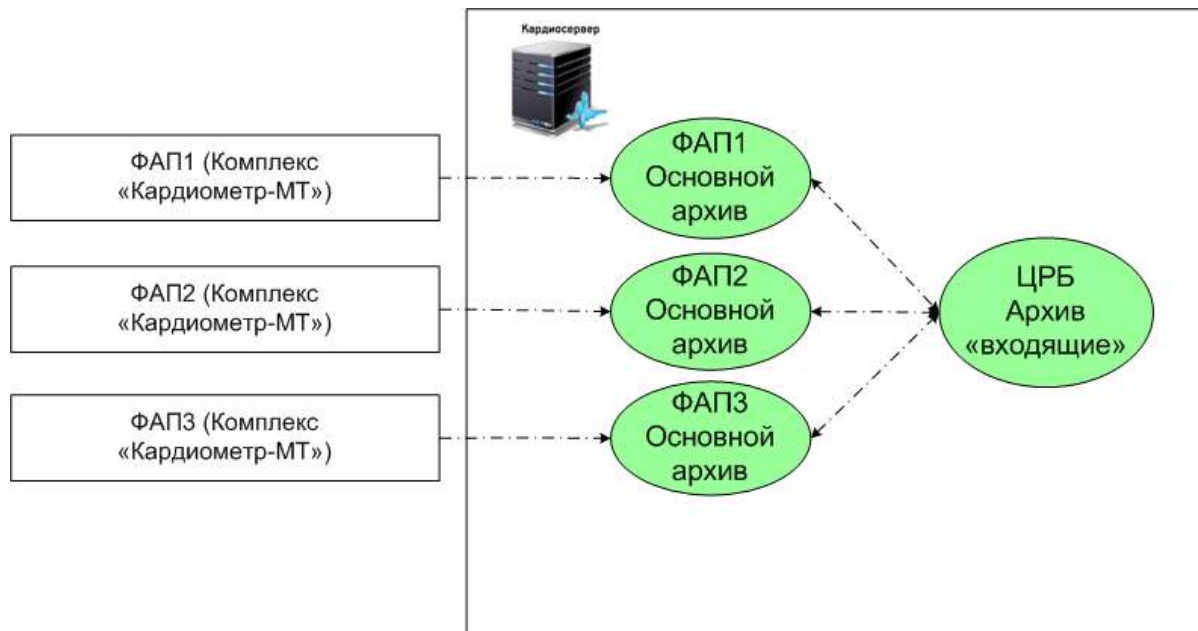 Кардиосервер
ФАП1 (Комплекс
«Кардиометр-МТ»)
ФАП1
Основной
архив
ФАП2 (Комплекс
«Кардиометр-МТ»)
ФАП2
Основной
архив
ЦРБ
Архив
«входящие»
ФАП3 (Комплекс
«Кардиометр-МТ»)
ФАП3
Основной
архив